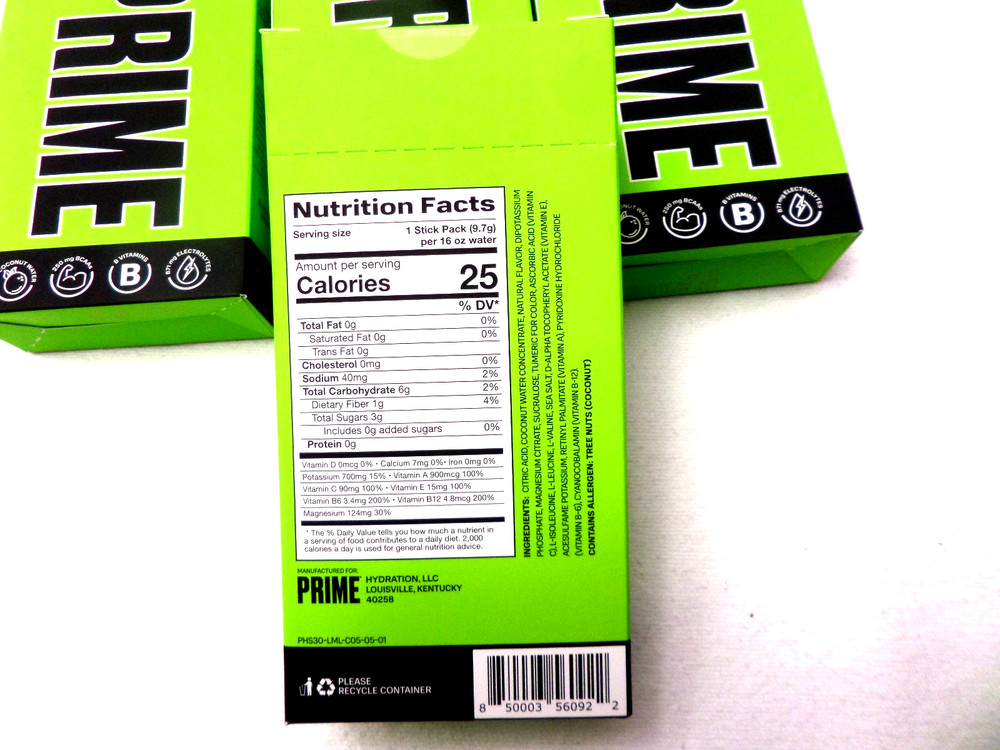 PRIME
COCONUT WATER
250 mg BCAAs
B VITAMINS
B
871 mg ELECTROLYTES
PRIME
250 mg BCAAs
B VITAMINS
B
871 mg ELECTROLYTES
Nutrition Facts
Serving size 1 Stick Pack (9.7g)
per 16 oz water
Amount per serving
Calories 25
% DV*
Total Fat 0g 0%
Saturated Fat 0g 0%
Trans Fat 0g
Cholesterol 0mg 0%
Sodium 40mg 2%
Total Carbohydrate 6g 2%
Dietary Fiber 1g 4%
Total Sugars 3g
Includes 0g added sugars 0%
Protein 0g
Vitamin D 0mcg 0% • Calcium 7mg 0% • Iron 0mg 0%
Potassium 700mg 15% • Vitamin A 900mcg 100%
Vitamin C 90mg 100% • Vitamin E 15mg 100%
Vitamin B6 3.4mg 200% • Vitamin B12 4.8mcg 200%
Magnesium 124mg 30%
* The % Daily Value tells you how much a nutrient in
a serving of food contributes to a daily diet. 2,000
calories a day is used for general nutrition advice.
INGREDIENTS: CITRIC ACID, COCONUT WATER CONCENTRATE, NATURAL FLAVOR, DIPOTASSIUM
PHOSPHATE, MAGNESIUM CITRATE, SUCRALOSE, TUMERIC FOR COLOR, ASCORBIC ACID (VITAMIN
C), L-ISOLEUCINE, L-LEUCINE, L-VALINE, SEA SALT, D-ALPHA TOCOPHERYL ACETATE (VITAMIN E),
ACESULFAME POTASSIUM, RETINYL PALMITATE (VITAMIN A), PYRIDOXINE HYDROCHLORIDE
(VITAMIN B-6), CYANOCOBALAMIN (VITAMIN B-12).
CONTAINS ALLERGEN: TREE NUTS (COCONUT)
MANUFACTURED FOR:
PRIME HYDRATION, LLC
LOUISVILLE, KENTUCKY
40258
PHS30-LML-C05-05-01
PLEASE
RECYCLE CONTAINER
8 50003 56092 2